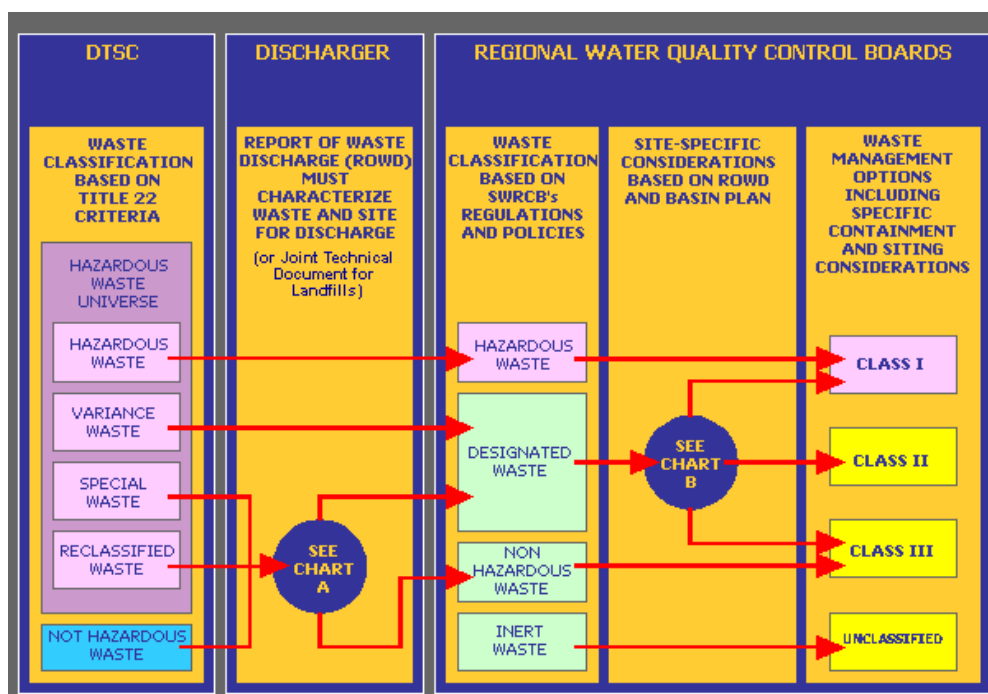 DTSC
WASTE
CLASSIFICATION
BASED ON
TITLE 22
CRITERIA
HAZARDOUS
WASTE
UNIVERSE
HAZARDOUS
WASTE
VARIANCE
WASTE
SPECIAL
WASTE
RECLASSIFIED
WASTE
NOT HAZARDOUS
WASTE
DISCHARGER
REPORT OF WASTE
DISCHARGE (ROWD)
MUST
CHARACTERIZE
WASTE AND SITE
FOR DISCHARGE
(or Joint Technical
Document for
Landfills)
SEE
CHART
A
REGIONAL WATER QUALITY CONTROL BOARDS
WASTE
CLASSIFICATION
BASED ON
SWRCB's
REGULATIONS
AND POLICIES
HAZARDOUS
WASTE
DESIGNATED
WASTE
NON
HAZARDOUS
WASTE
INERT
WASTE
SITE-SPECIFIC
CONSIDERATIONS
BASED ON ROWD
AND BASIN PLAN
SEE
CHART
B
WASTE
MANAGEMENT
OPTIONS
INCLUDING
SPECIFIC
CONTAINMENT
AND SITING
CONSIDERATIONS
CLASS I
CLASS II
CLASS III
UNCLASSIFIED